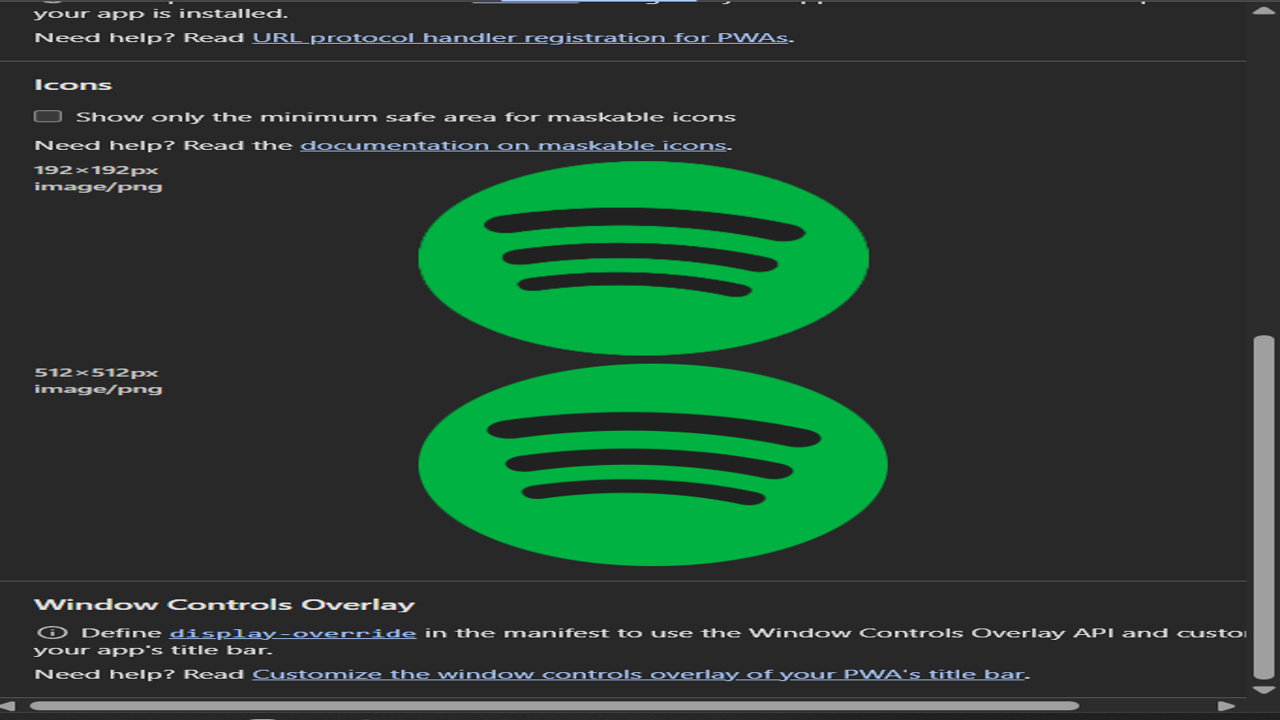 your app is installed.
Need help? Read URL protocol handler registration for PWAs.
Icons
Show only the minimum safe area for maskable icons
Need help? Read the documentation on maskable icons.
192×192px
image/png
512×512px
image/png
Window Controls Overlay
Define display-override in the manifest to use the Window Controls Overlay API and custo
your app's title bar.
Need help? Read Customize the window controls overlay of your PWA's title bar.